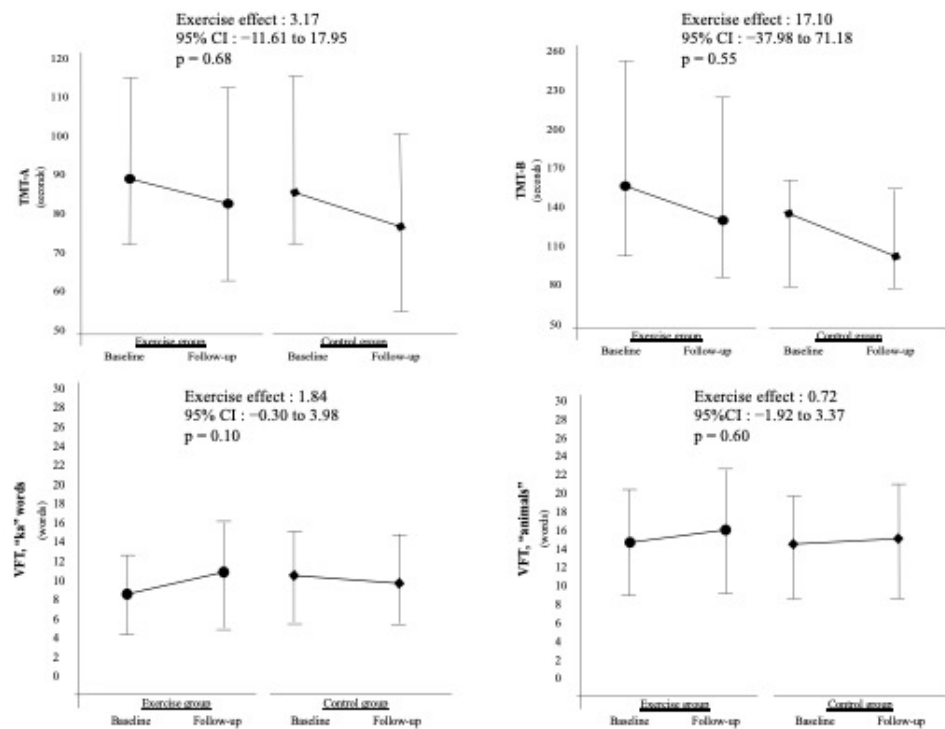 Exercise effect : 3.17
95% CI : −11.61 to 17.95
p = 0.68
120
110
100
90
80
70
60
50
TMT-A
(seconds)
Exercise group
Control group
Baseline
Follow-up
Baseline
Follow-up
Exercise effect : 17.10
95% CI : −37.98 to 71.18
p = 0.55
260
200
170
140
110
80
50
TMT-B
(seconds)
Exercise group
Control group
Baseline
Follow-up
Baseline
Follow-up
Exercise effect : 1.84
95% CI : −0.30 to 3.98
p = 0.10
30
28
26
24
22
20
18
16
14
12
10
8
6
4
2
0
VFT, "ka" words
(words)
Exercise group
Control group
Baseline
Follow-up
Baseline
Follow-up
Exercise effect : 0.72
95%CI : −1.92 to 3.37
p = 0.60
30
28
26
24
22
20
18
16
14
12
10
8
6
4
2
0
VFT, "animals"
(words)
Exercise group
Control group
Baseline
Follow-up
Baseline
Follow-up